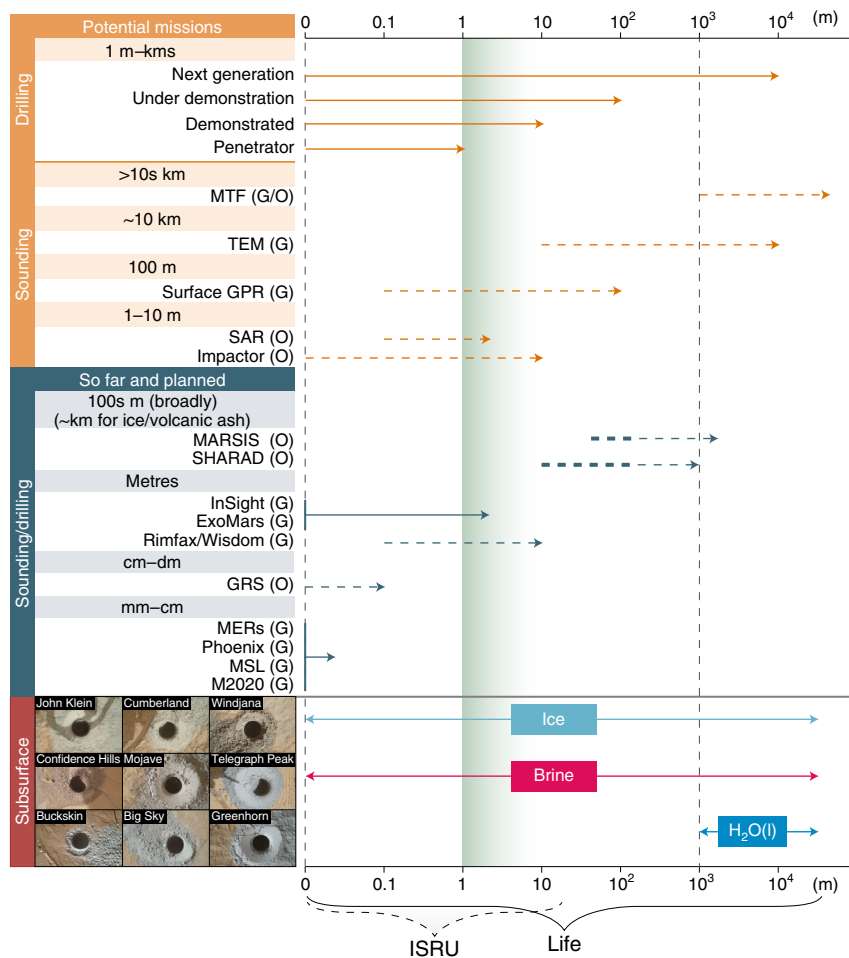 Potential missions
0 0.1 1 10 10² 10³ 10⁴ (m)
Drilling
1 m–kms
Next generation
Under demonstration
Demonstrated
Penetrator
Sounding
>10s km
MTF (G/O)
~10 km
TEM (G)
100 m
Surface GPR (G)
1–10 m
SAR (O)
Impactor (O)
So far and planned
Sounding/drilling
100s m (broadly)
(~km for ice/volcanic ash)
MARSIS (O)
SHARAD (O)
Metres
InSight (G)
ExoMars (G)
Rimfax/Wisdom (G)
cm–dm
GRS (O)
mm–cm
MERs (G)
Phoenix (G)
MSL (G)
M2020 (G)
Subsurface
John Klein Cumberland Windjana
Confidence Hills Mojave Telegraph Peak
Buckskin Big Sky Greenhorn
Ice
Brine
H₂O(l)
0 0.1 1 10 10² 10³ 10⁴ (m)
ISRU Life